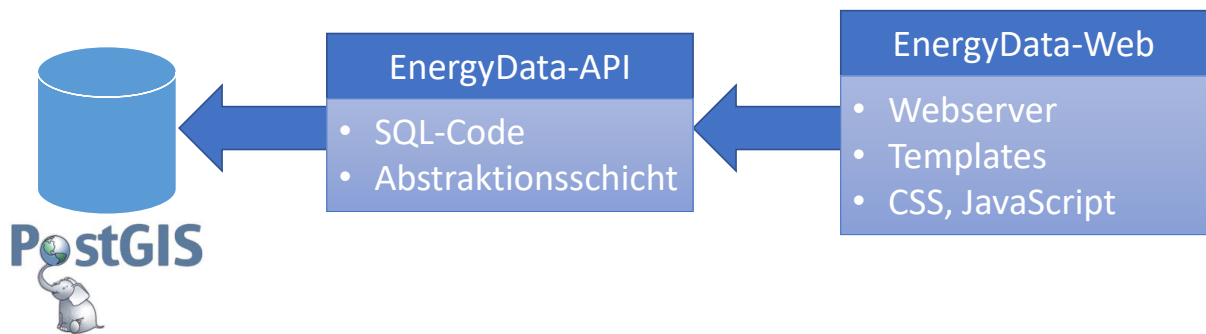 EnergyData-API
• SQL-Code
• Abstraktionsschicht
EnergyData-Web
• Webserver
• Templates
• CSS, JavaScript
PostGIS